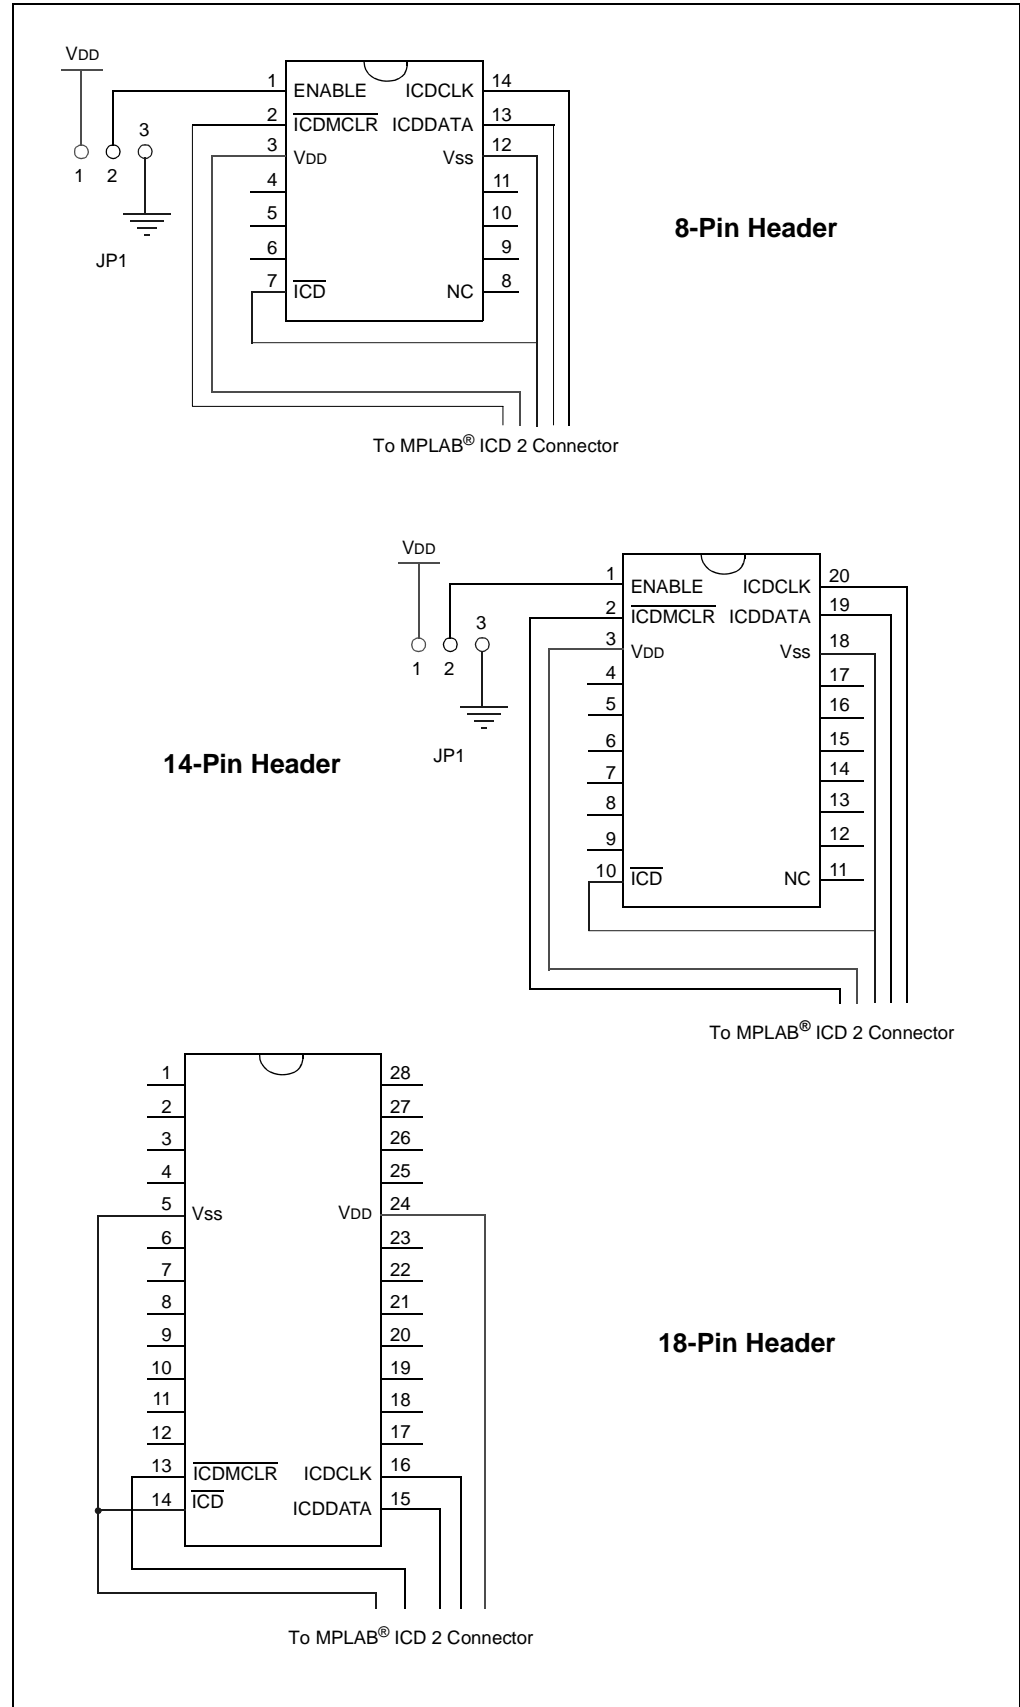 VDD
1 ENABLE ICDCLK 14
2 ICDMCLR ICDDATA 13
3 VDD Vss 12
4 11
5 10
6 9
7 ICD NC 8
3
1 2
JP1
8-Pin Header
To MPLAB® ICD 2 Connector
VDD
1 ENABLE ICDCLK 20
2 ICDMCLR ICDDATA 19
3 VDD Vss 18
4 17
5 16
6 15
7 14
8 13
9 12
10 ICD NC 11
3
1 2
JP1
14-Pin Header
To MPLAB® ICD 2 Connector
1 28
2 27
3 26
4 25
5 Vss VDD 24
6 23
7 22
8 21
9 20
10 19
11 18
12 17
13 ICDMCLR ICDCLK 16
14 ICD ICDDATA 15
18-Pin Header
To MPLAB® ICD 2 Connector